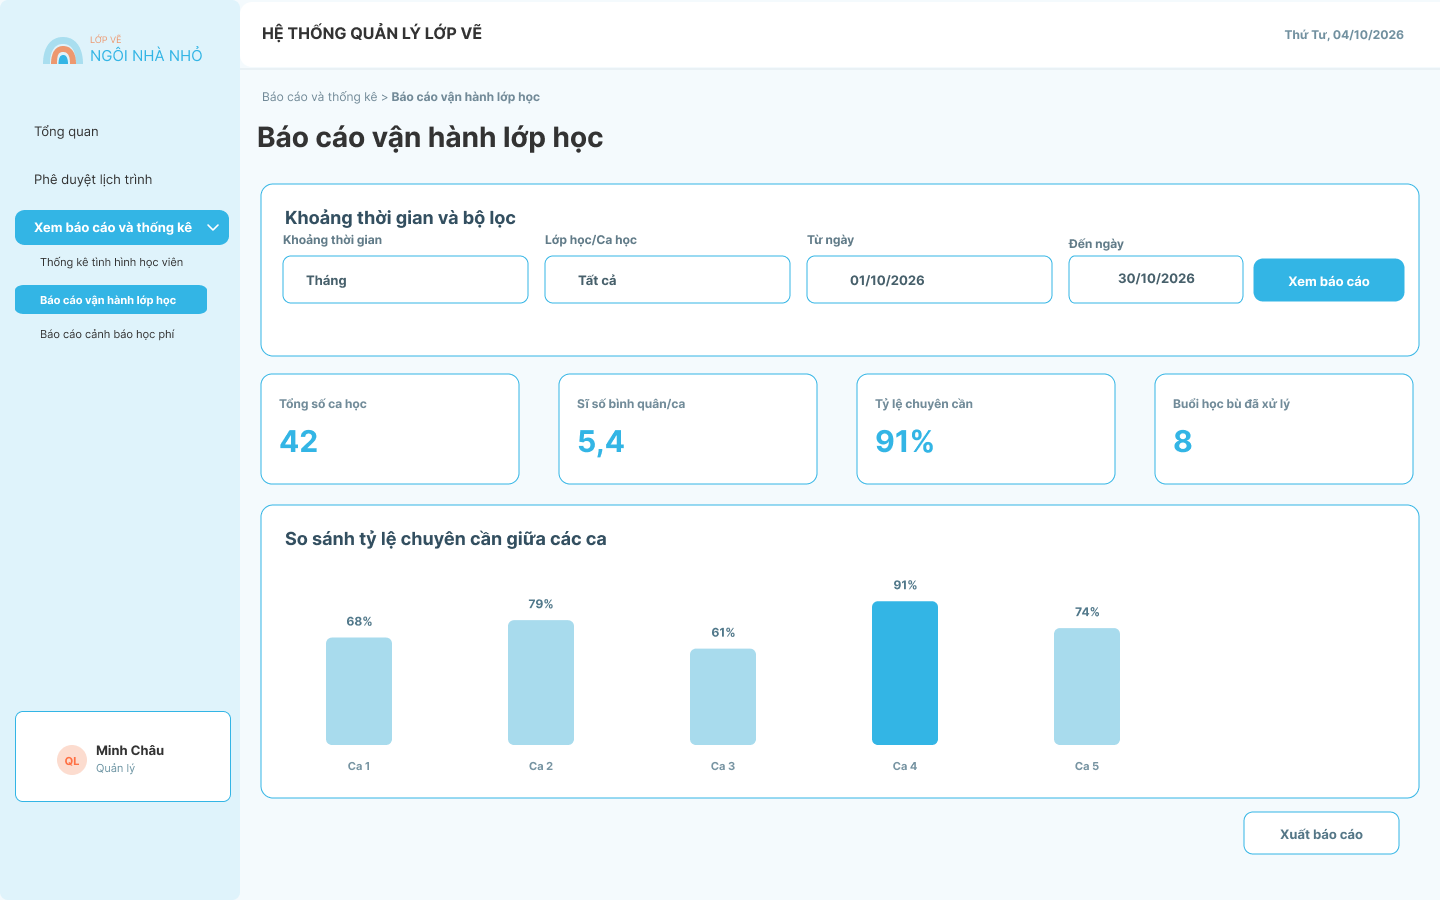 LỚP VẼ
NGÔI NHÀ NHỎ
Tổng quan
Phê duyệt lịch trình
Xem báo cáo và thống kê
Thống kê tình hình học viên
Báo cáo vận hành lớp học
Báo cáo cảnh báo học phí
QL
Minh Châu
Quản lý
HỆ THỐNG QUẢN LÝ LỚP VẼ
Thứ Tư, 04/10/2026
Báo cáo và thống kê > Báo cáo vận hành lớp học
Báo cáo vận hành lớp học
Khoảng thời gian và bộ lọc
Khoảng thời gian
Lớp học/Ca học
Từ ngày
Đến ngày
Tháng
Tất cả
01/10/2026
30/10/2026
Xem báo cáo
Tổng số ca học
42
Sĩ số bình quân/ca
5,4
Tỷ lệ chuyên cần
91%
Buổi học bù đã xử lý
8
So sánh tỷ lệ chuyên cần giữa các ca
68%
79%
61%
91%
74%
Ca 1
Ca 2
Ca 3
Ca 4
Ca 5
Xuất báo cáo